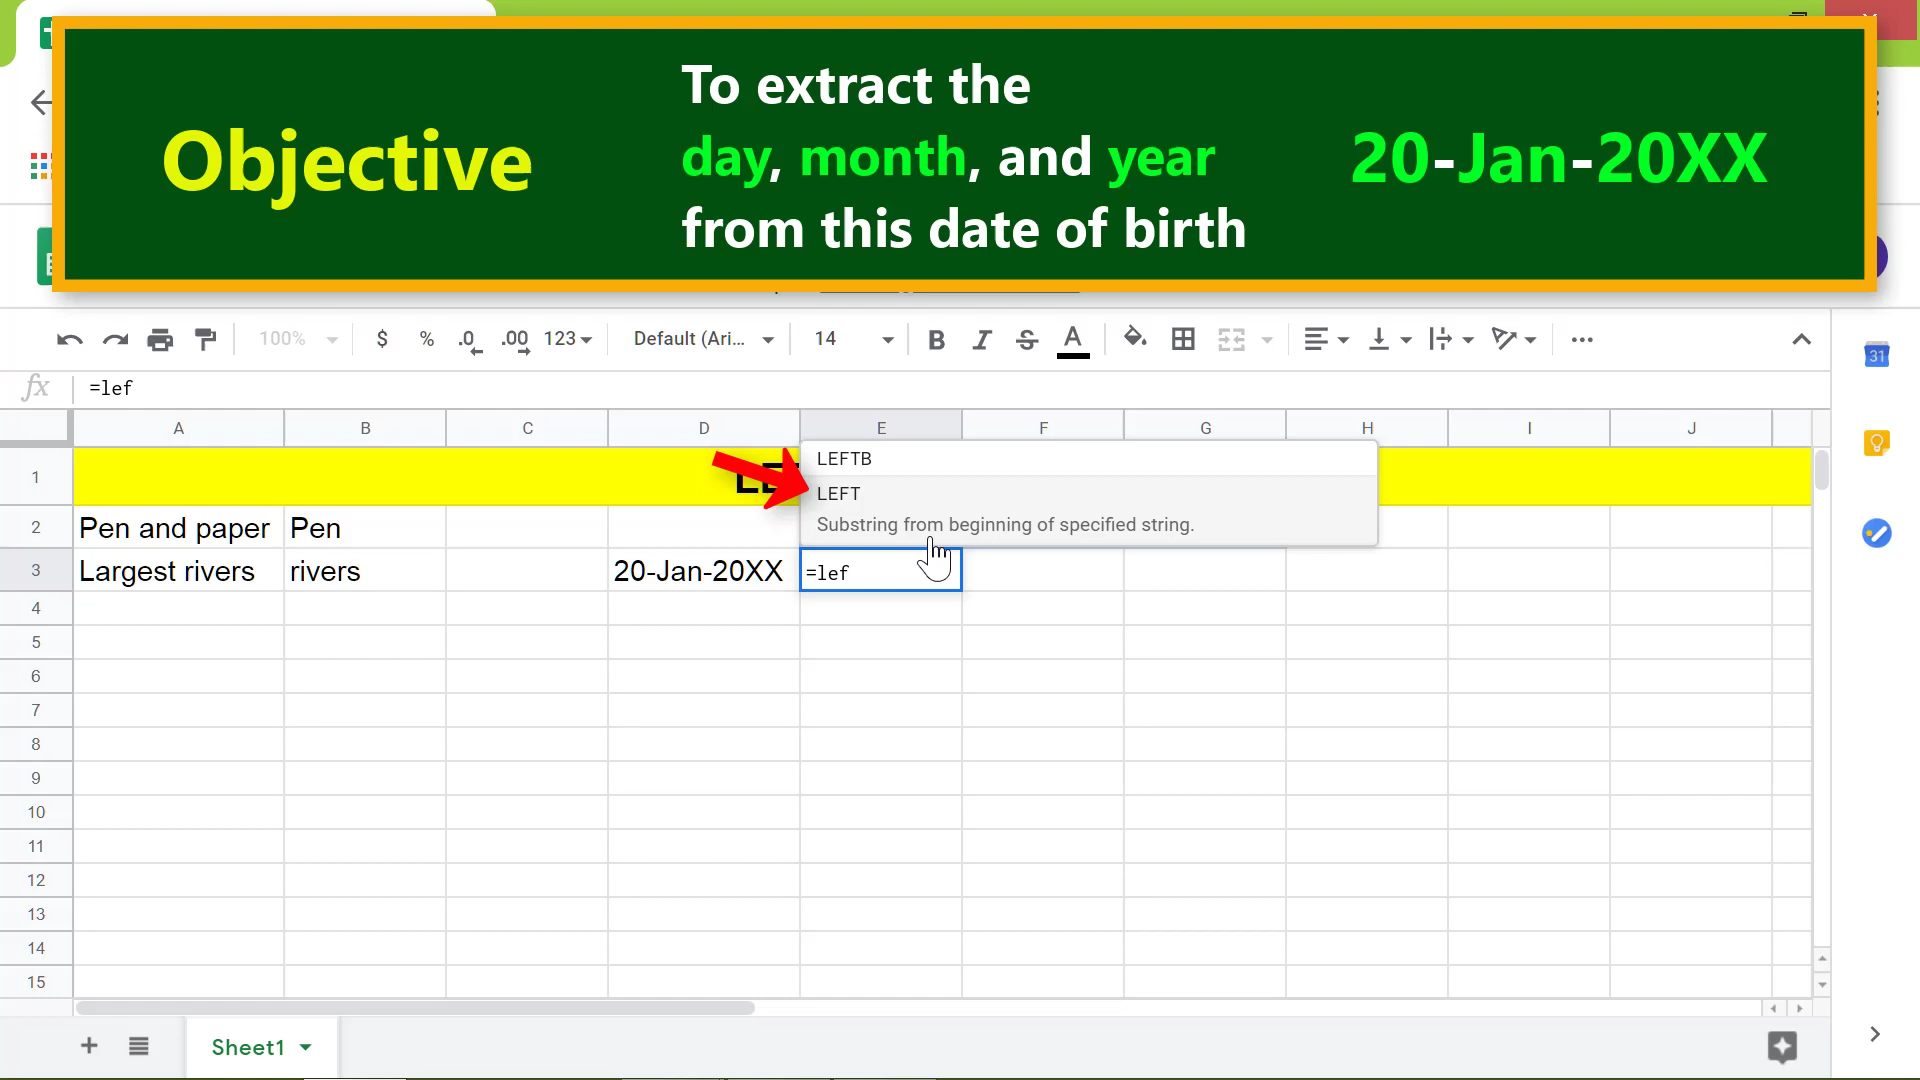 Objective
To extract the
day, month, and year
from this date of birth
20-Jan-20XX
100%
$
%
.0
.00
123
Default (Ari...
14
B
I
S
A
31
fx
=lef
A
B
C
D
E
F
G
H
I
J
LEFTB
LEFT
Substring from beginning of specified string.
1
2
Pen and paper
Pen
3
Largest rivers
rivers
20-Jan-20XX
=lef
4
5
6
7
8
9
10
11
12
13
14
15
Sheet1